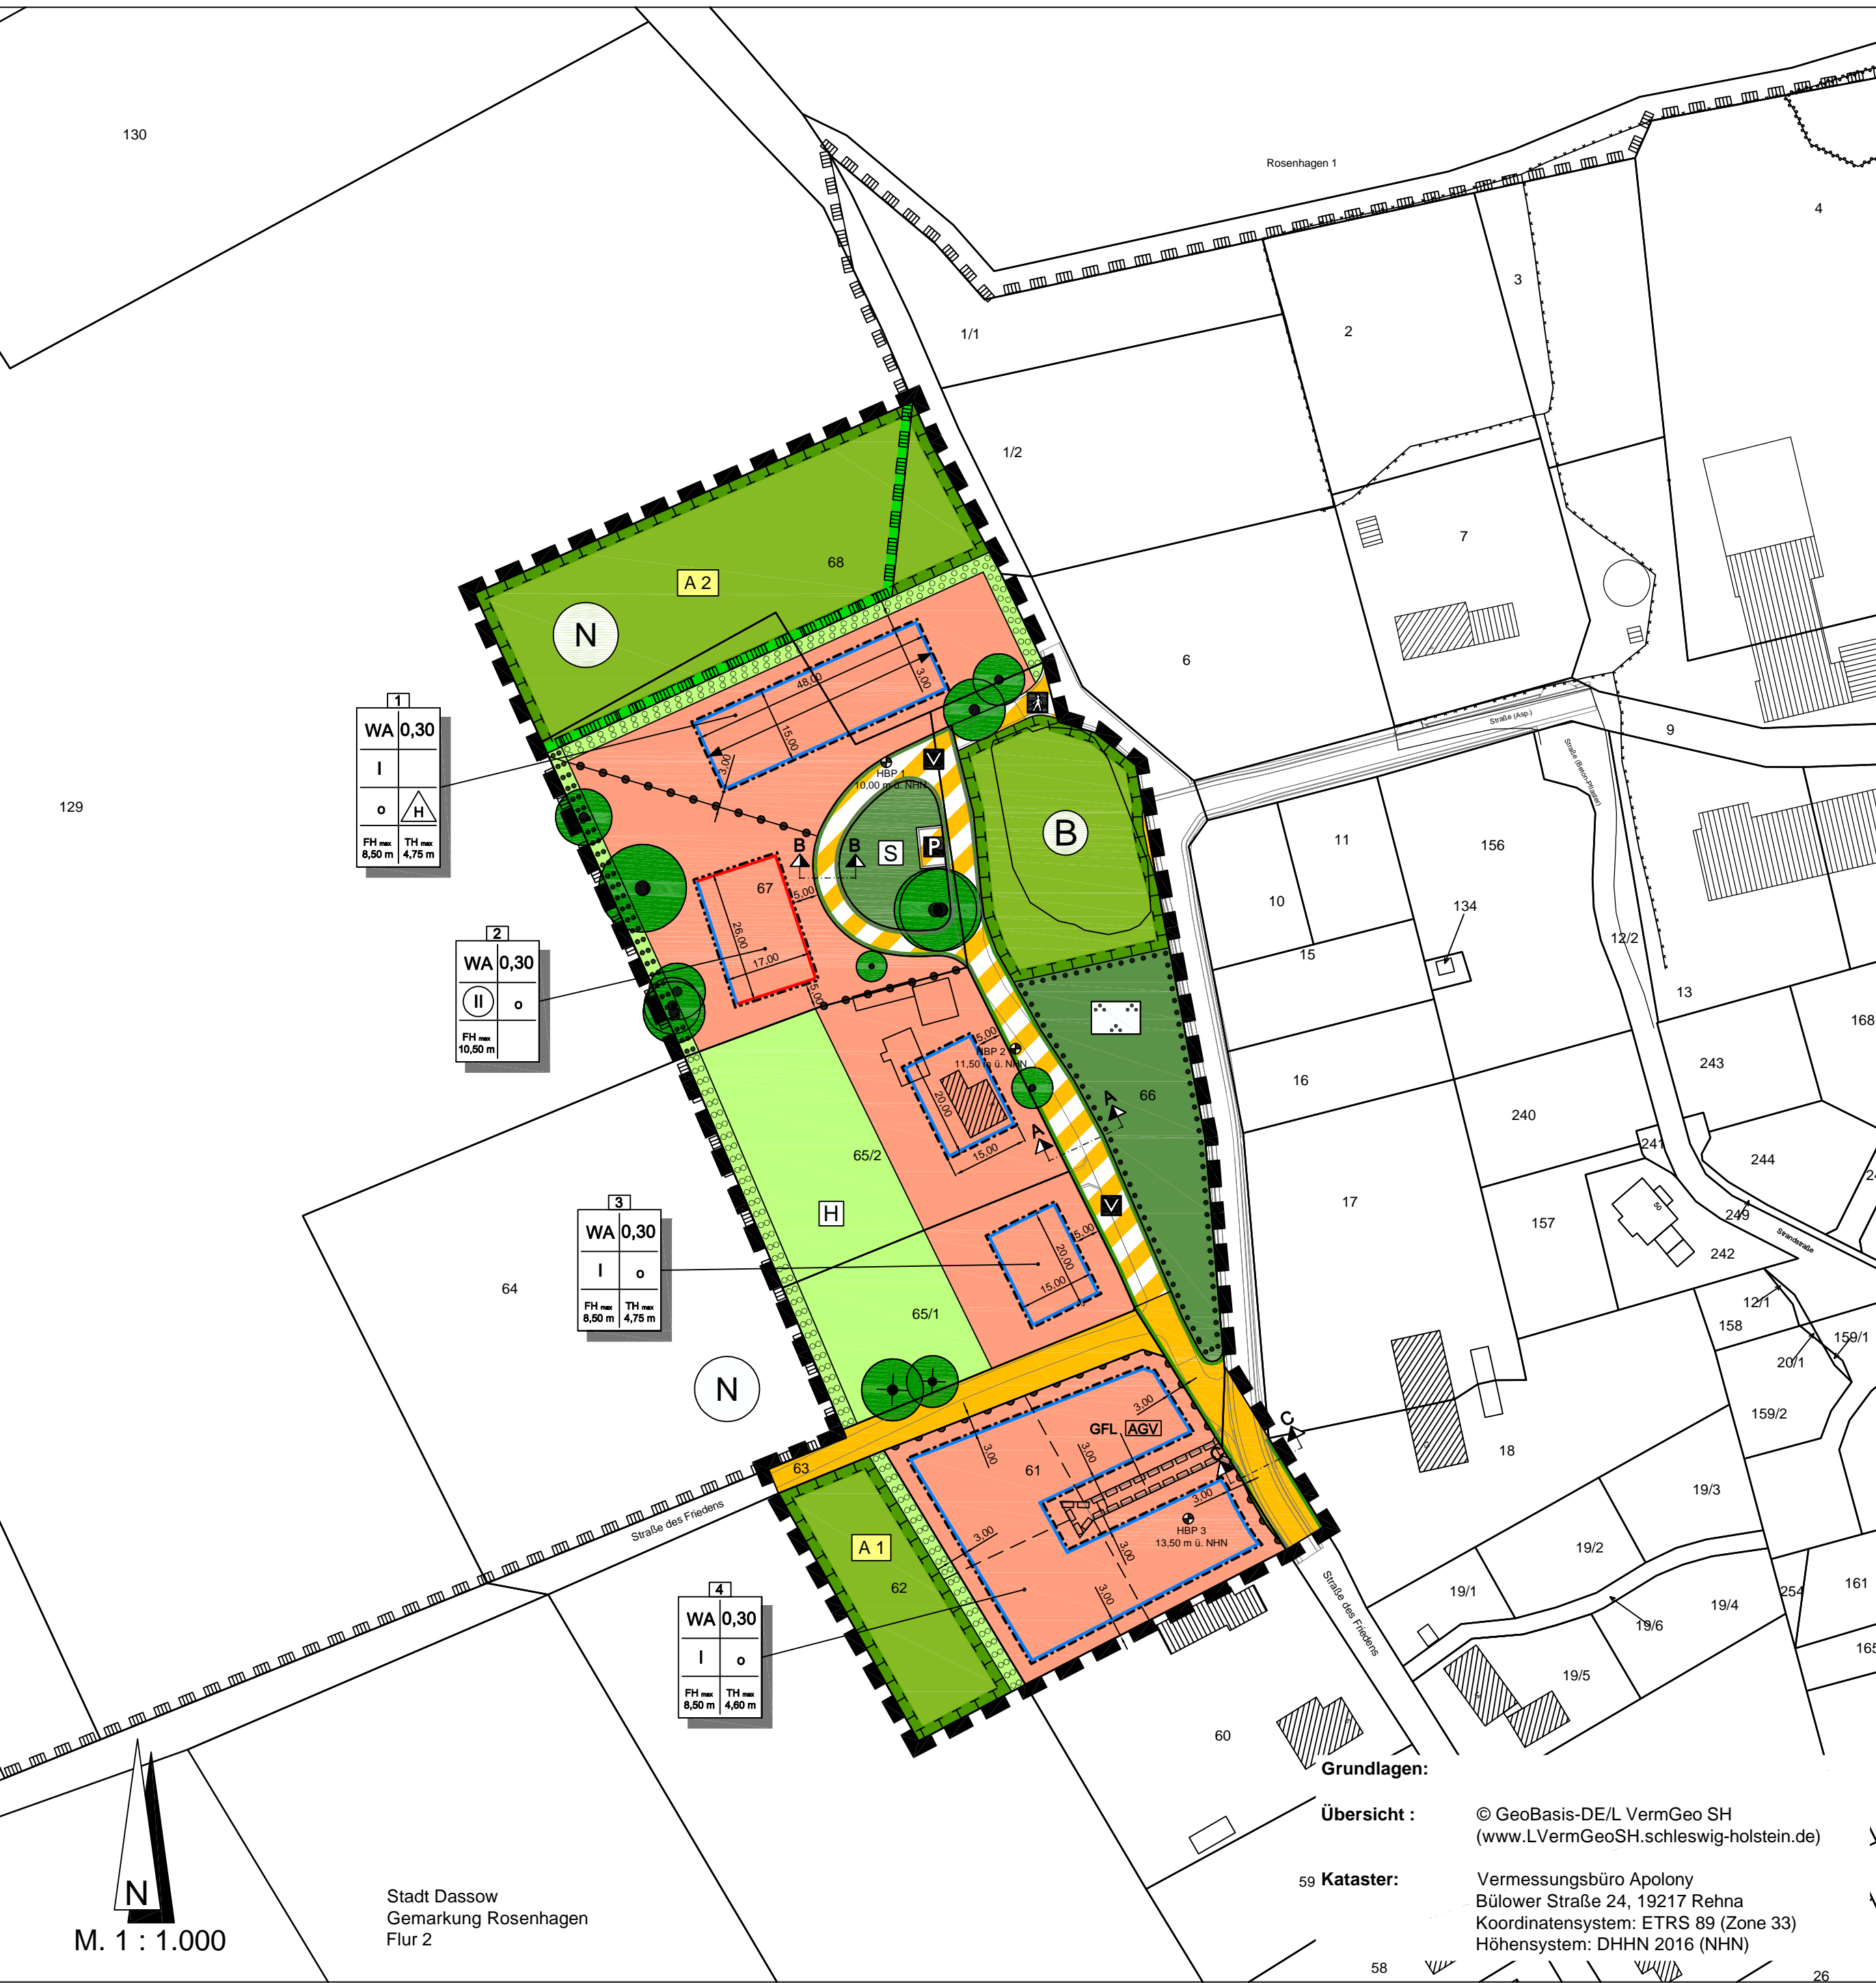 130
Rosenhagen 1
4
3
2
1/1
1/2
7
68
A 2
N
6
1
WA 0,30
I
o H
FH max TH max
8,50 m 4,75 m
48,00
3,00
15,00
3,00
Straße (Asp.)
Straße (Beton-Pflaster)
9
129
V
HBP 1
10,00 m ü. NHN
B B
S
P
B
11
156
10
134
15
12/2
13
168
67
5,00
26,00
17,00
5,00
2
WA 0,30
II o
FH max
10,50 m
5,00
HBP 2
11,50 m ü. NHN
20,00
15,00
A
A
66
16
243
240
241
244
65/2
H
V
17
157
50
249
242
Strandstraße
3
WA 0,30
I o
FH max TH max
8,50 m 4,75 m
64
5,00
20,00
15,00
65/1
12/1
158
159/1
20/1
159/2
N
C
18
3,00
GFL AGV
3,00
3,00
61
C
63
3,00
3,00
HBP 3
13,50 m ü. NHN
3,00
3,00
Straße des Friedens
A 1
62
19/3
19/2
19/1
19/4
19/6
254
161
165
19/5
Straße des Friedens
4
WA 0,30
I o
FH max TH max
8,50 m 4,60 m
60
Grundlagen:
Übersicht : © GeoBasis-DE/L VermGeo SH
(www.LVermGeoSH.schleswig-holstein.de)
59 Kataster: Vermessungsbüro Apolony
Bülower Straße 24, 19217 Rehna
Koordinatensystem: ETRS 89 (Zone 33)
Höhensystem: DHHN 2016 (NHN)
N
M. 1 : 1.000
Stadt Dassow
Gemarkung Rosenhagen
Flur 2
58
26